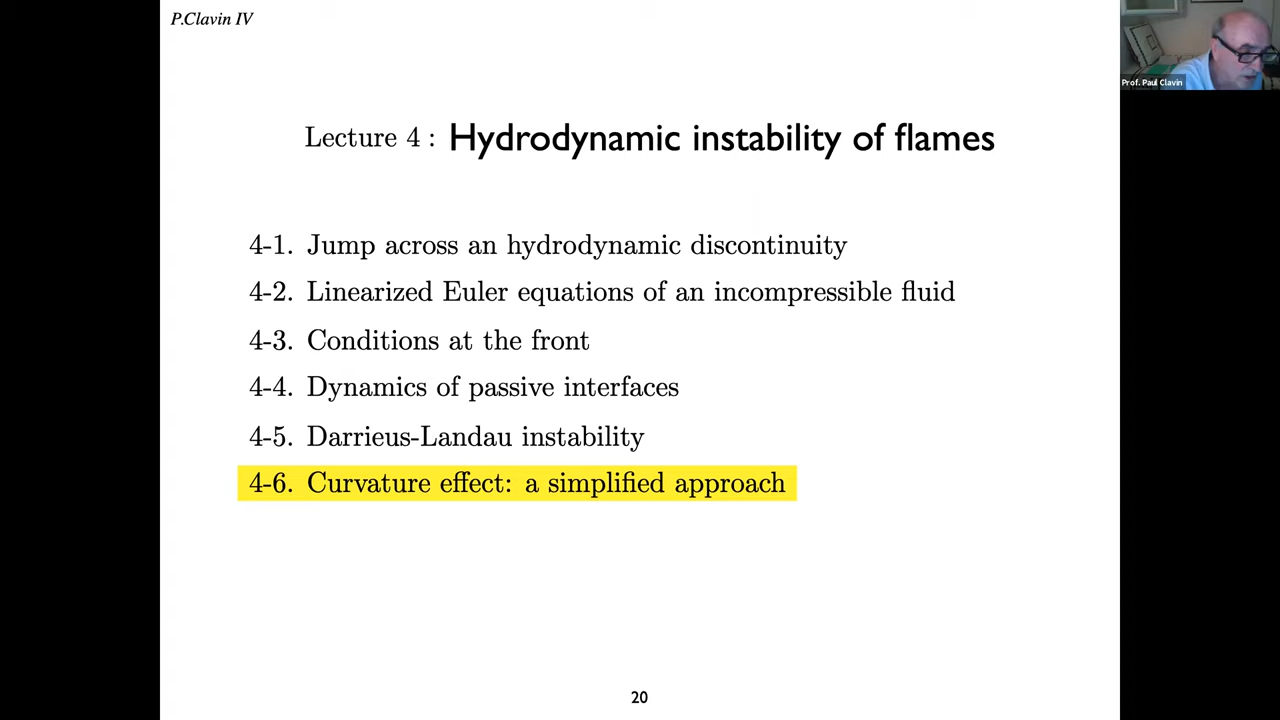 P.Clavin IV
Prof. Paul Clavin
Lecture 4 : Hydrodynamic instability of flames
4-1. Jump across an hydrodynamic discontinuity
4-2. Linearized Euler equations of an incompressible fluid
4-3. Conditions at the front
4-4. Dynamics of passive interfaces
4-5. Darrieus-Landau instability
4-6. Curvature effect: a simplified approach
20